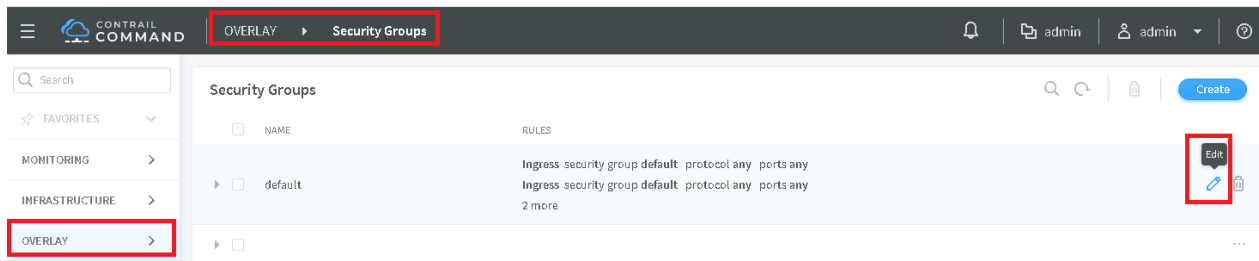 CONTRAIL
COMMAND
OVERLAY
Security Groups
admin
admin
Search
FAVORITES
MONITORING
INFRASTRUCTURE
OVERLAY
Security Groups
Create
NAME
RULES
default
Ingress security group default protocol any ports any
Ingress security group default protocol any ports any
2 more
Edit
...